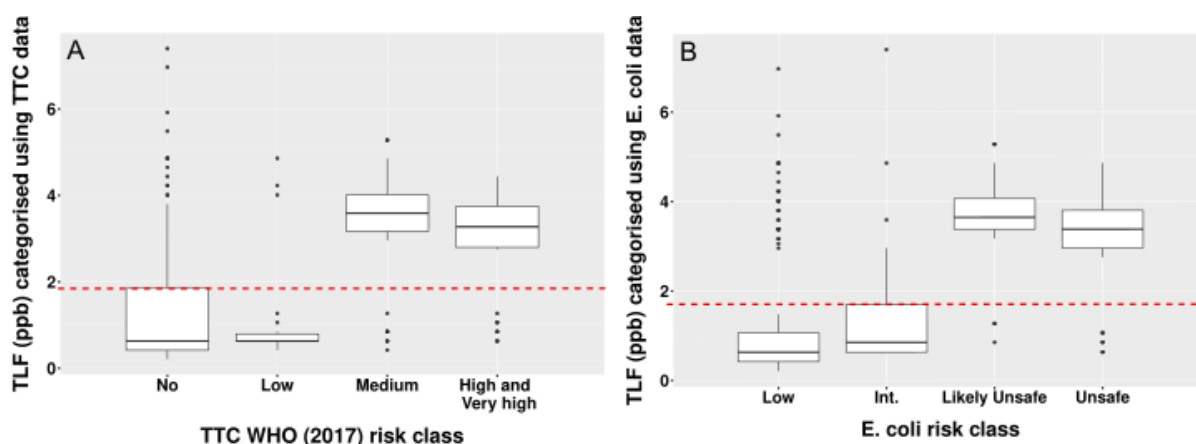 A
TLF (ppb) categorised using TTC data
6
4
2
0
No
Low
Medium
High and
Very high
TTC WHO (2017) risk class
B
TLF (ppb) categorised using E. coli data
6
4
2
0
Low
Int.
Likely Unsafe
Unsafe
E. coli risk class